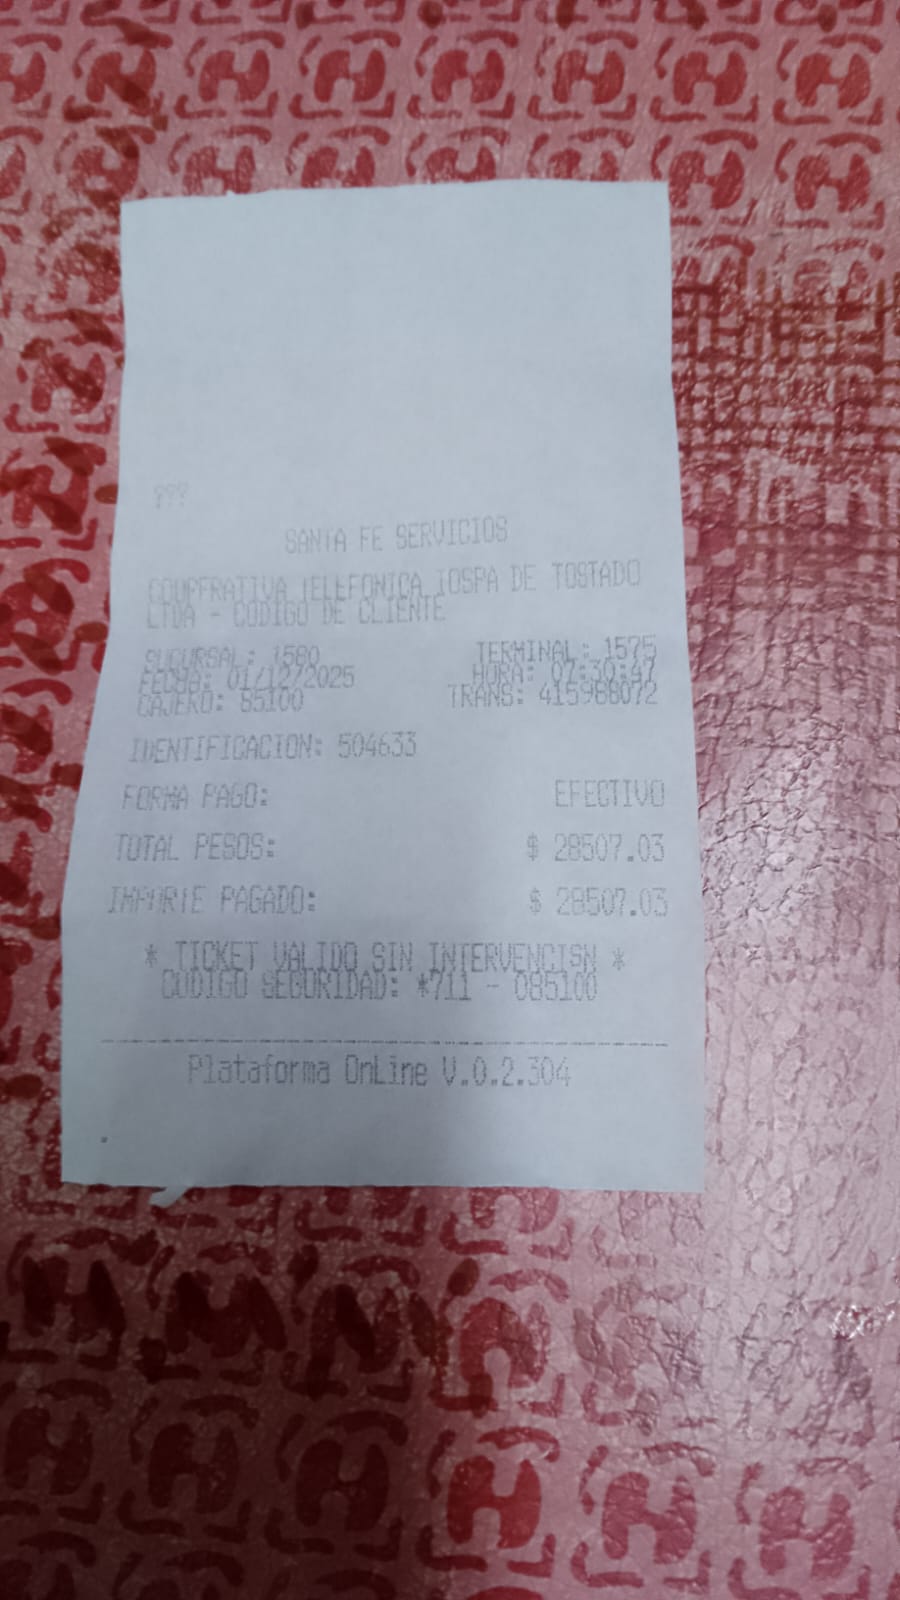 ???
SANTA FE SERVICIOS
COOPERATIVA TELEFONICA IOSPA DE TOSTADO
LTDA - CODIGO DE CLIENTE
SUCURSAL: 1580 TERMINAL: 1575
FECHA: 01/12/2025 HORA: 07:30:47
CAJERO: 85100 TRANS: 415988072
IDENTIFICACION: 504633
FORMA PAGO: EFECTIVO
TOTAL PESOS: $ 28507.03
IMPORTE PAGADO: $ 28507.03
* TICKET VALIDO SIN INTERVENCISN *
CODIGO SEGURIDAD: *711 - 085100
Plataforma OnLine V.0.2.304